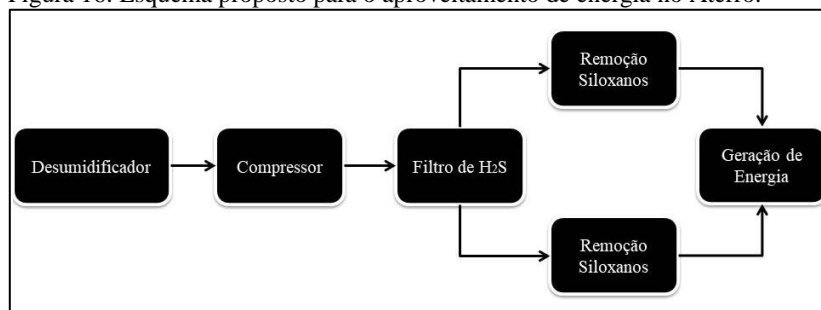 Figura 16: Esquema proposto para o aproveitamento de energia no Aterro.
Remoção
Siloxanos
Desumidificador
Compressor
Filtro de H2S
Geração de
Energia
Remoção
Siloxanos